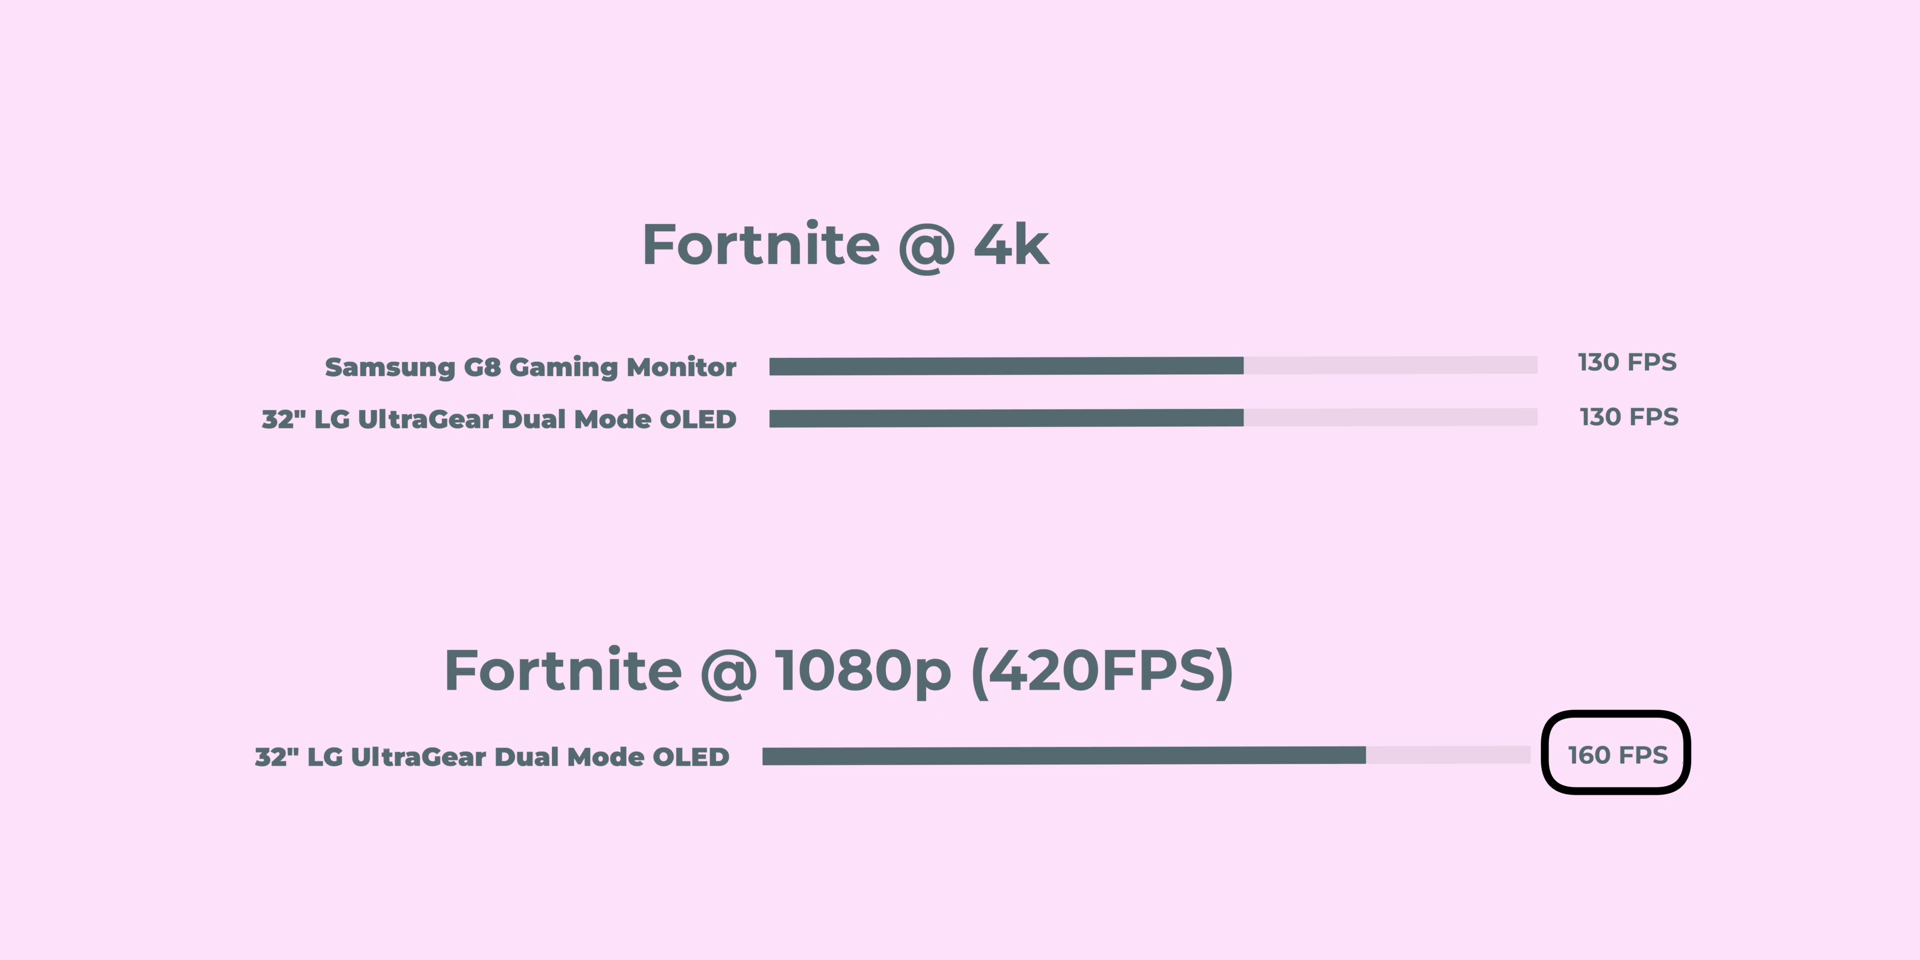 Fortnite @ 4k
Samsung G8 Gaming Monitor 130 FPS
32" LG UltraGear Dual Mode OLED 130 FPS
Fortnite @ 1080p (420FPS)
32" LG UltraGear Dual Mode OLED 160 FPS